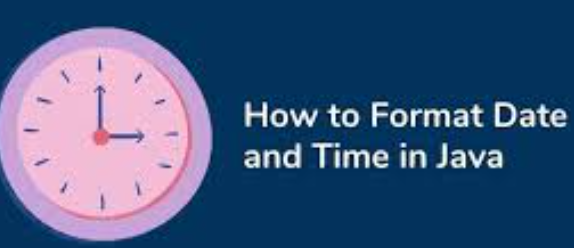 How to Format Date
and Time in Java